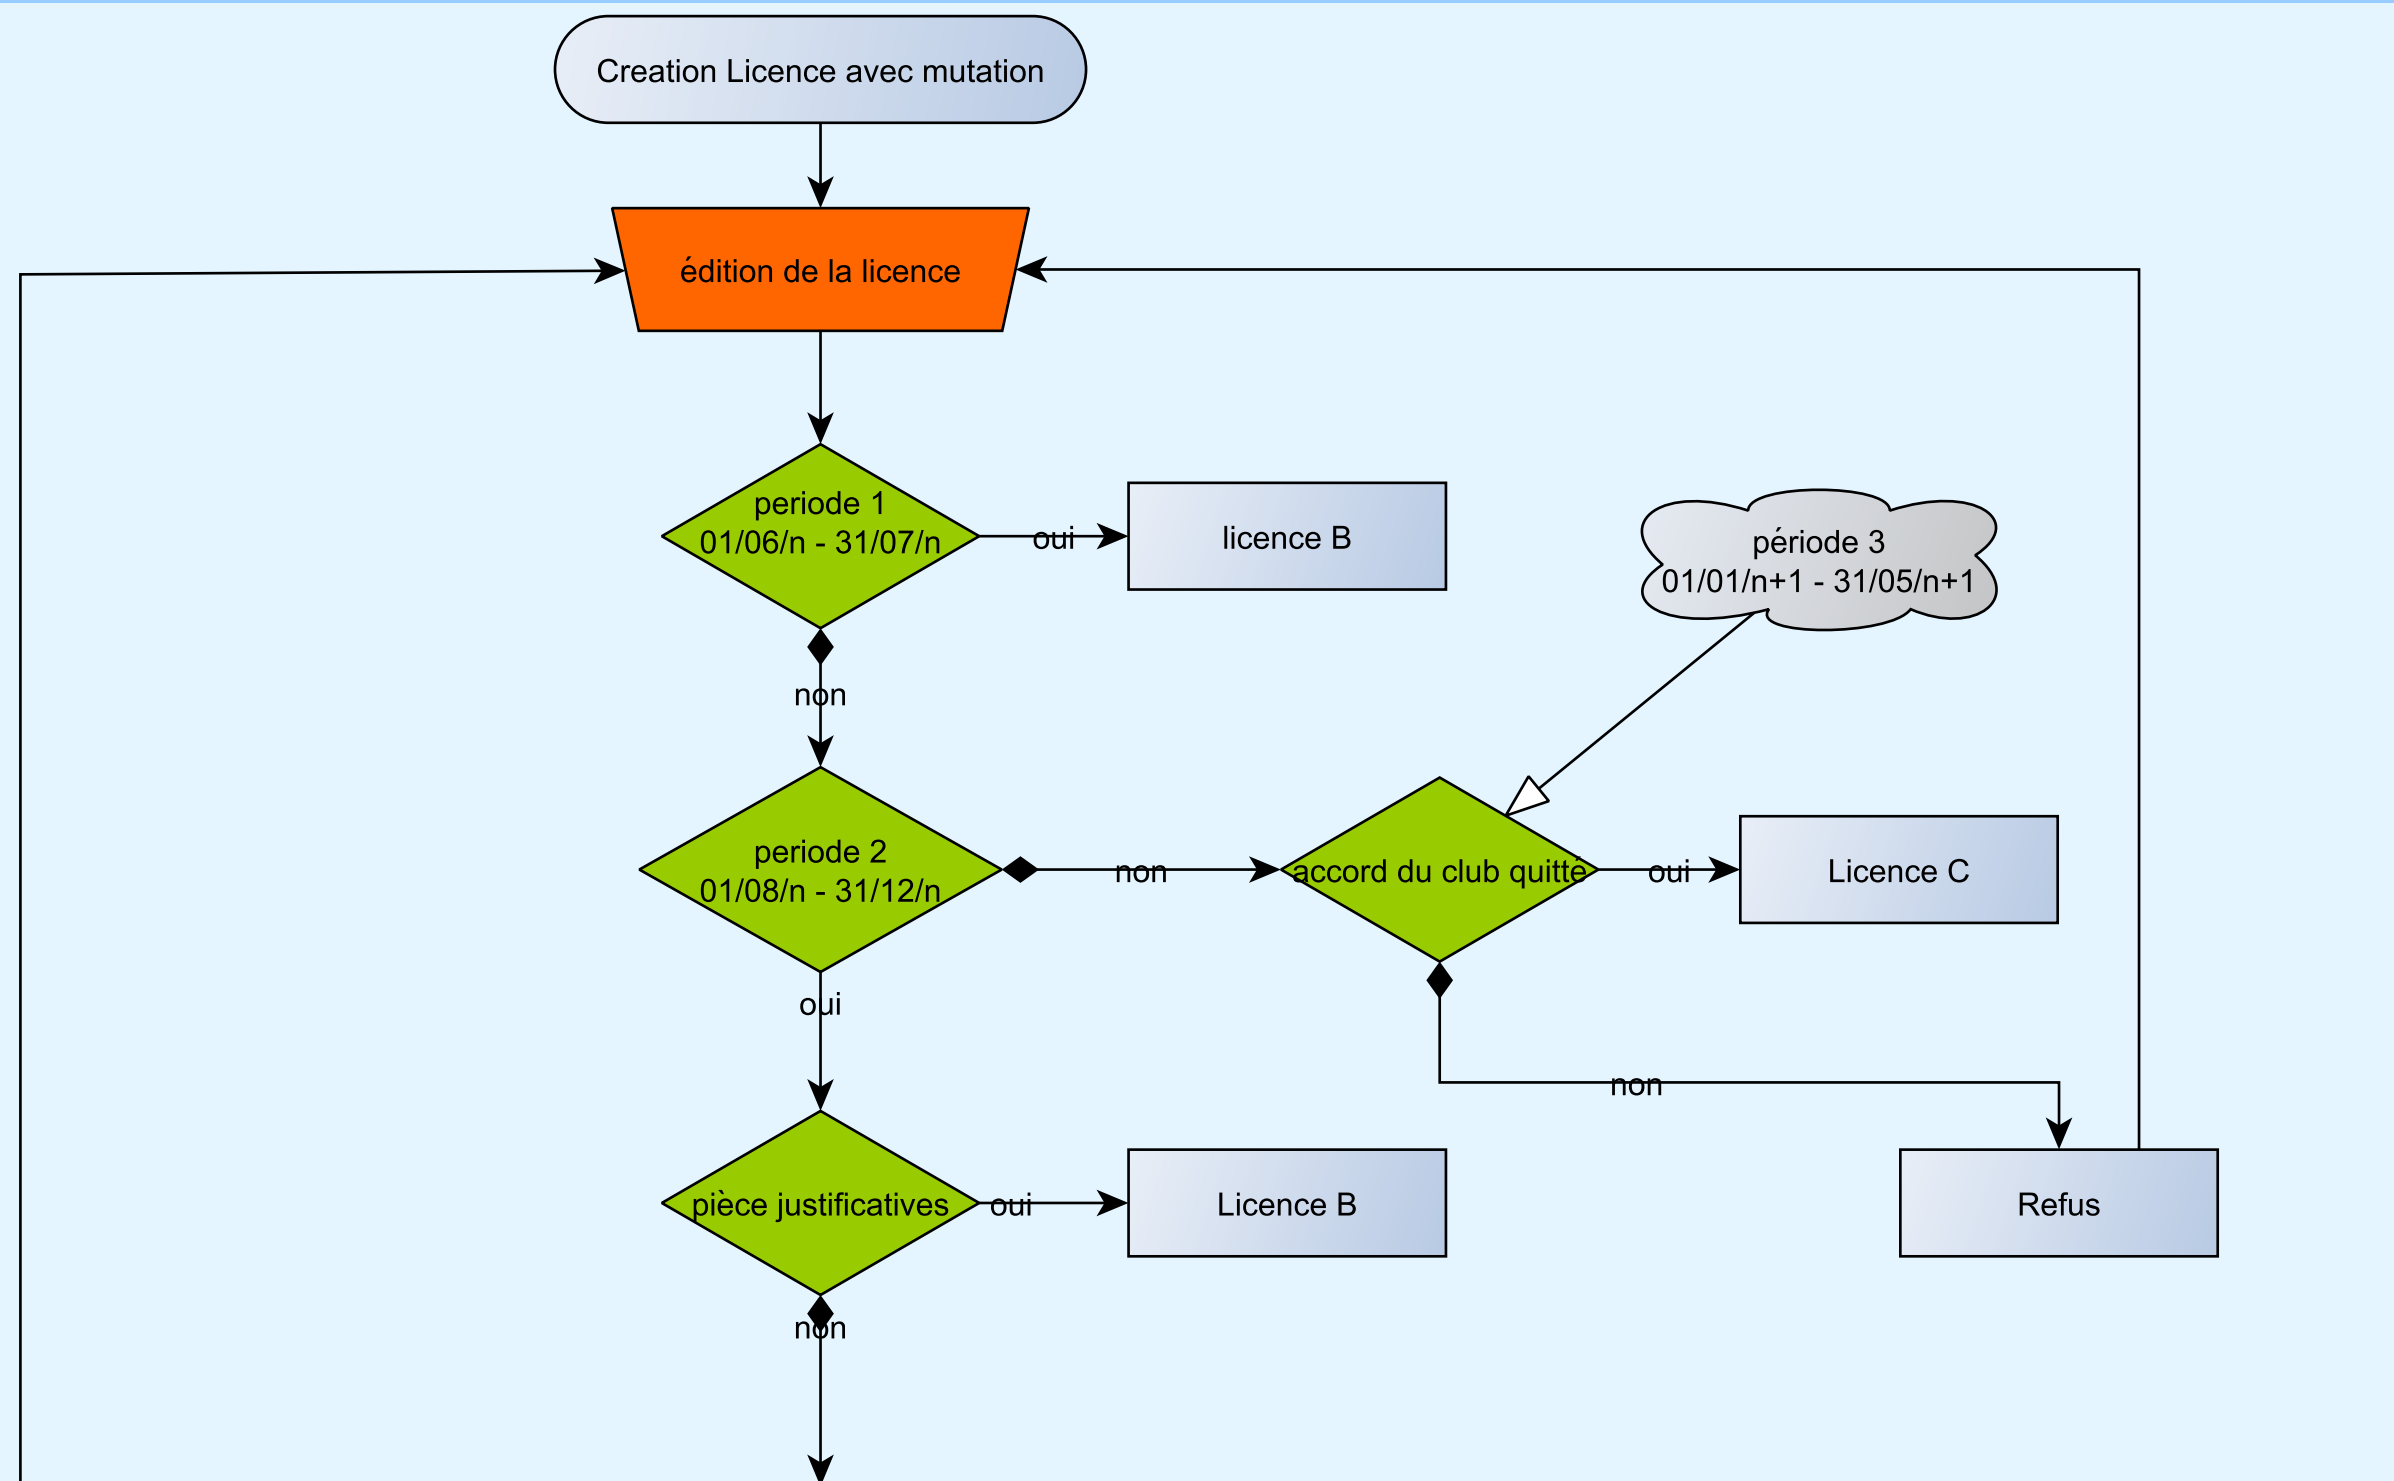 Creation Licence avec mutation
édition de la licence
periode 1
01/06/n - 31/07/n
oui
licence B
période 3
01/01/n+1 - 31/05/n+1
non
periode 2
01/08/n - 31/12/n
non
accord du club quitté
oui
Licence C
oui
non
pièce justificatives
oui
Licence B
Refus
non